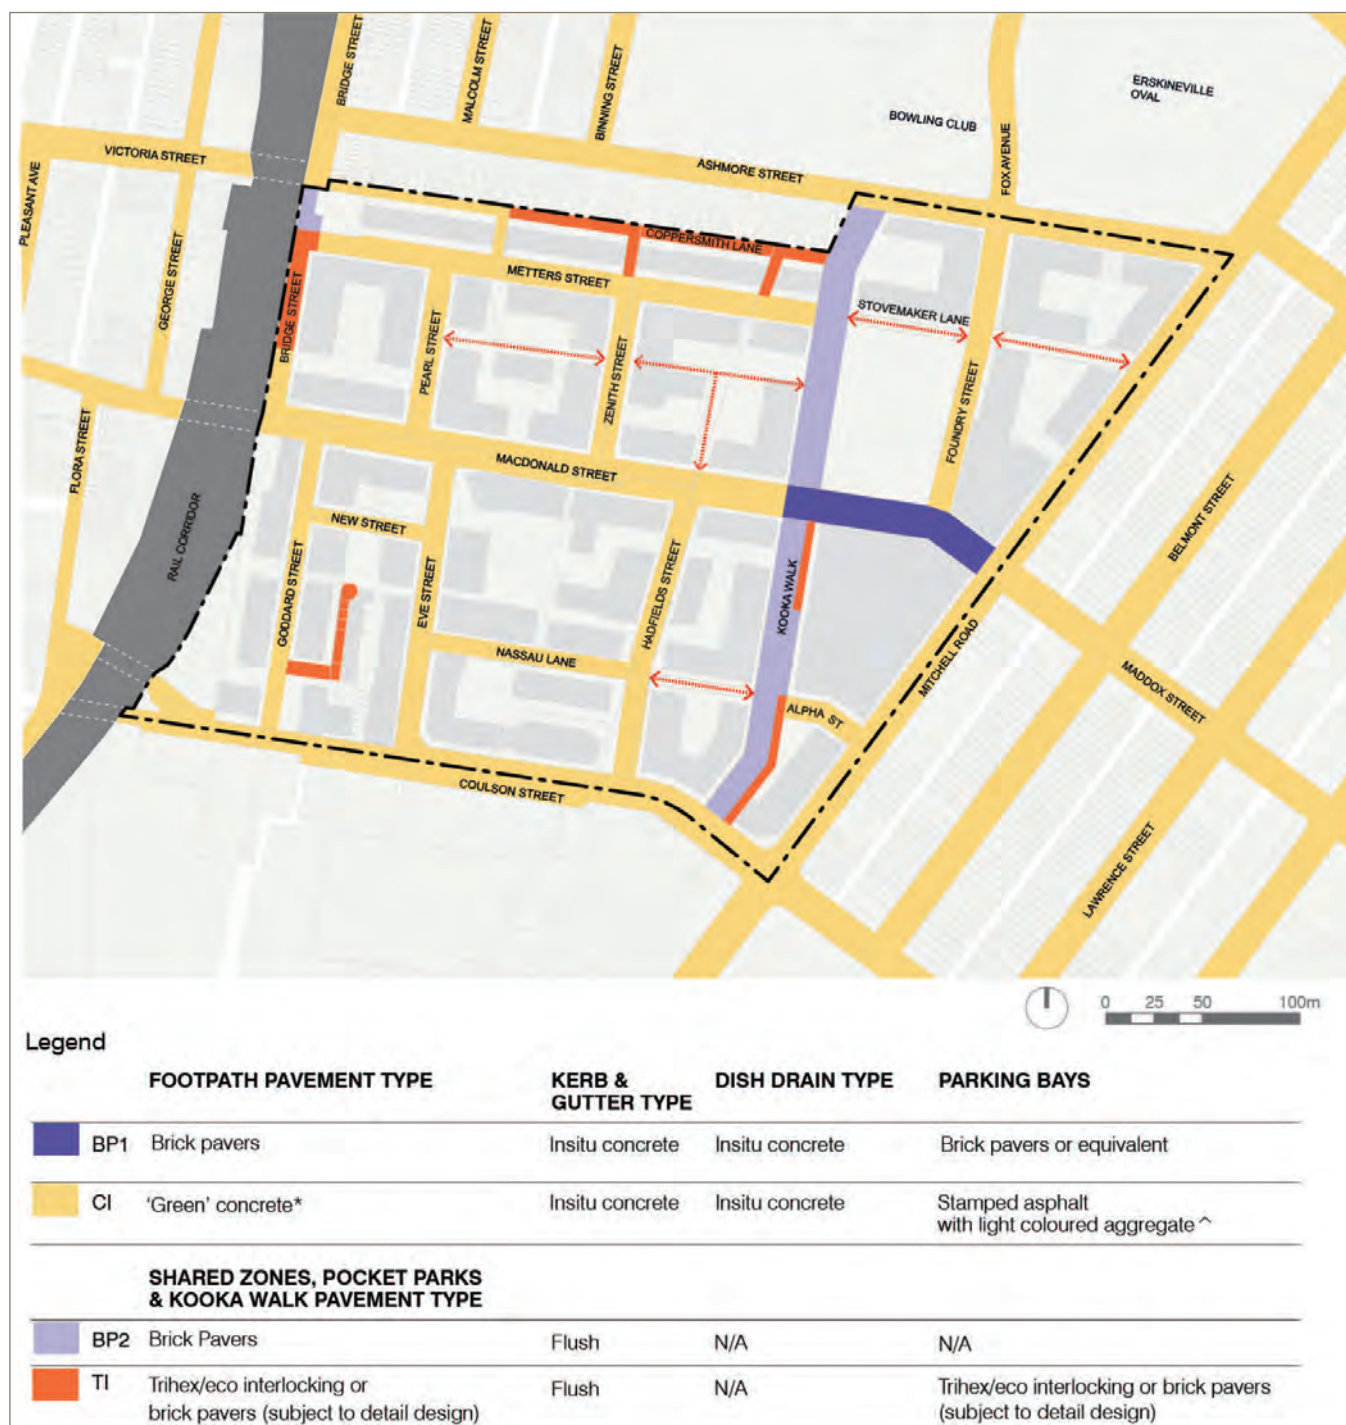 BRIDGE STREET
MALCOLM STREET
BINNING STREET
ERSKINEVILLE
OVAL
BOWLING CLUB
FOX AVENUE
VICTORIA STREET
ASHMORE STREET
PLEASANT AVE
GEORGE STREET
COPPERSMITH LANE
METTERS STREET
BRIDGE STREET
PEARL STREET
ZENITH STREET
STOVEMAKER LANE
FOUNDRY STREET
FLORA STREET
MACDONALD STREET
RAIL CORRIDOR
NEW STREET
GODDARD STREET
EVE STREET
HADFIELDS STREET
KOOKA WALK
BELMONT STREET
NASSAU LANE
MITCHELL ROAD
MADDOX STREET
ALPHA ST
COULSON STREET
LAWRENCE STREET
0 25 50 100m
Legend
FOOTPATH PAVEMENT TYPE
KERB &
GUTTER TYPE
DISH DRAIN TYPE
PARKING BAYS
BP1 Brick pavers Insitu concrete Insitu concrete Brick pavers or equivalent
CI 'Green' concrete* Insitu concrete Insitu concrete Stamped asphalt
with light coloured aggregate ^
SHARED ZONES, POCKET PARKS
& KOOKA WALK PAVEMENT TYPE
BP2 Brick Pavers Flush N/A N/A
TI Trihex/eco interlocking or Flush N/A Trihex/eco interlocking or brick pavers
brick pavers (subject to detail design) (subject to detail design)